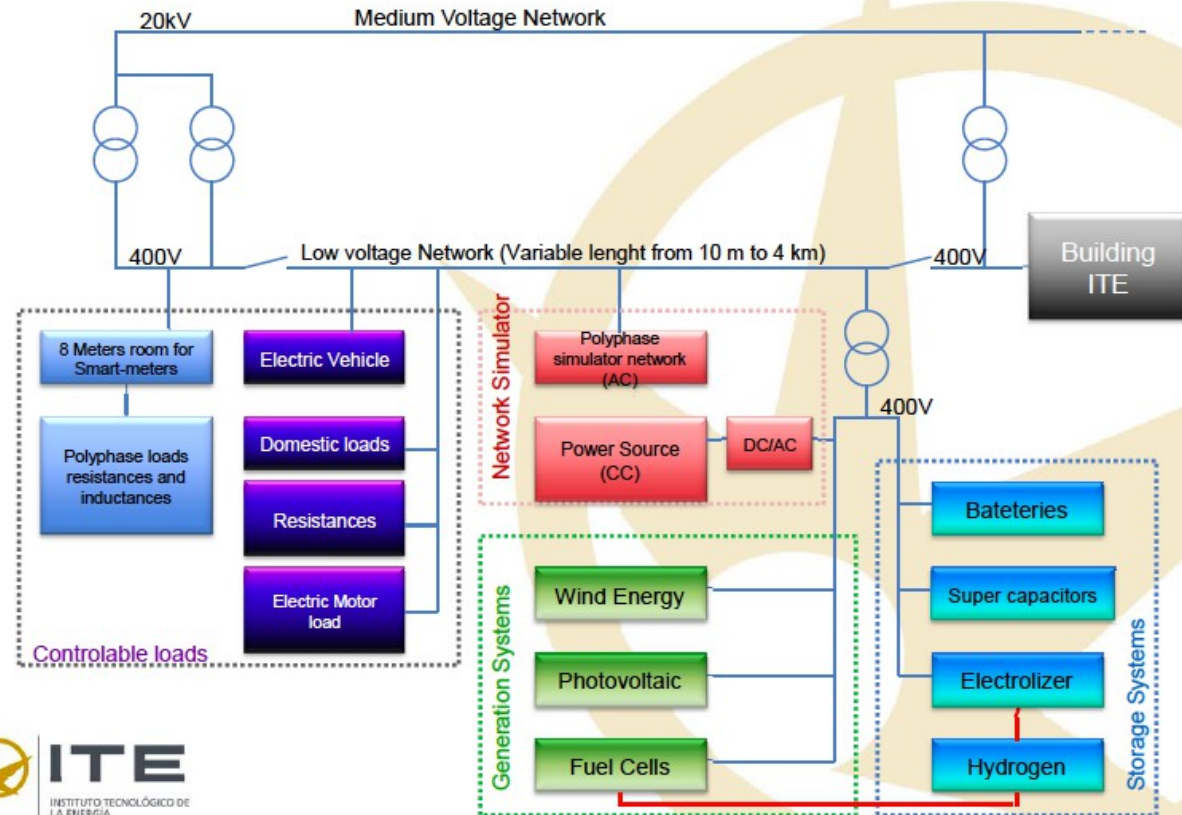 20kV
Medium Voltage Network
400V
Low voltage Network (Variable lenght from 10 m to 4 km)
400V
Building
ITE
8 Meters room for
Smart-meters
Polyphase loads
resistances and
inductances
Electric Vehicle
Domestic loads
Resistances
Electric Motor
load
Controlable loads
Network Simulator
Polyphase
simulator network
(AC)
Power Source
(CC)
DC/AC
400V
Generation Systems
Wind Energy
Photovoltaic
Fuel Cells
Bateteries
Super capacitors
Electrolizer
Hydrogen
Storage Systems
ITE
INSTITUTO TECNOLÓGICO DE
LA ENERGÍA